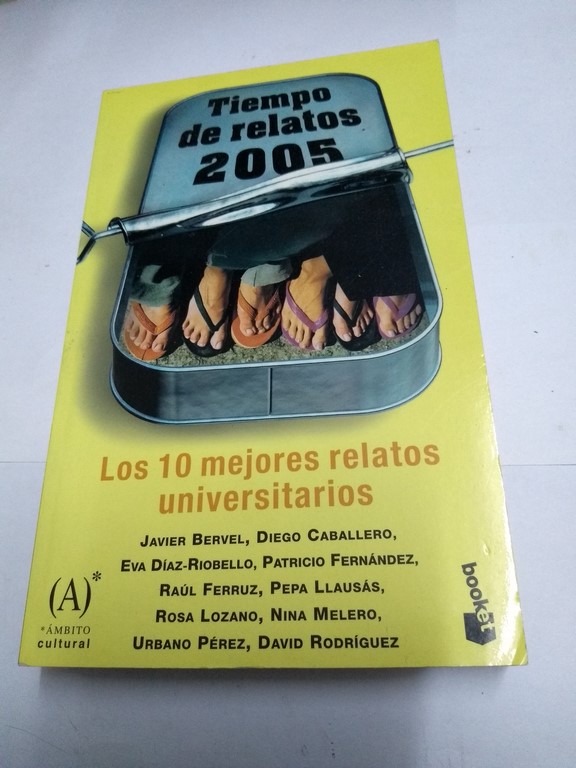 Tiempo
de relatos
2005
Los 10 mejores relatos
universitarios
JAVIER BERVEL, DIEGO CABALLERO,
EVA DÍAZ-RIOBELLO, PATRICIO FERNÁNDEZ,
RAÚL FERRUZ, PEPA LLAUSÁS,
ROSA LOZANO, NINA MELERO,
URBANO PÉREZ, DAVID RODRÍGUEZ
(A)*
*ÁMBITO
cultural
booket